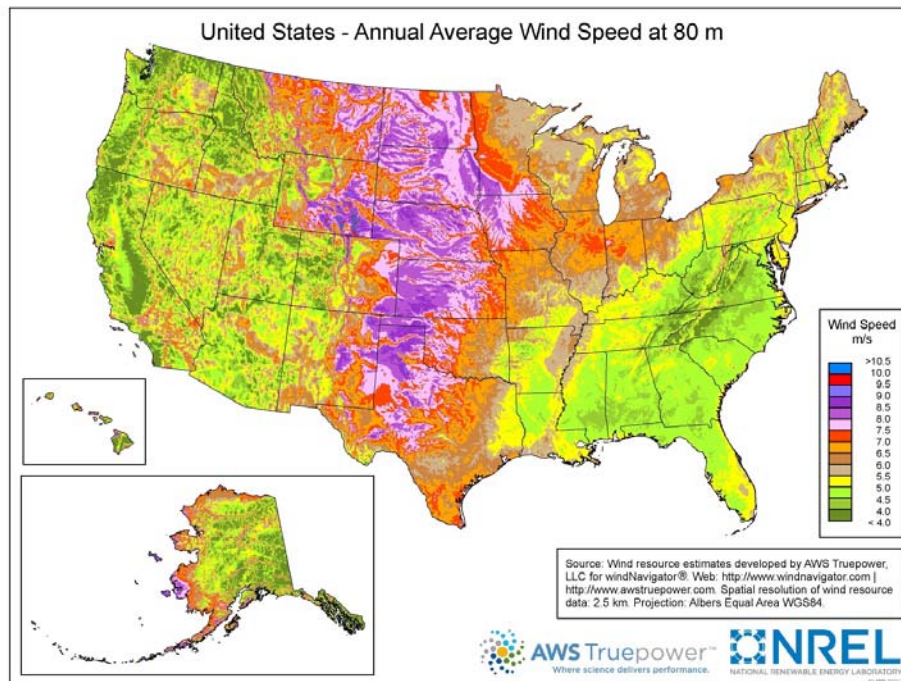 United States - Annual Average Wind Speed at 80 m
Wind Speed
m/s
>10.5
10.0
9.5
9.0
8.5
8.0
7.5
7.0
6.5
6.0
5.5
5.0
4.5
4.0
< 4.0
Source: Wind resource estimates developed by AWS Truepower,
LLC for windNavigator®. Web: http://www.windnavigator.com |
http://www.awstruepower.com. Spatial resolution of wind resource
data: 2.5 km. Projection: Albers Equal Area WGS84.
AWS Truepower™
Where science delivers performance.
NREL
NATIONAL RENEWABLE ENERGY LABORATORY